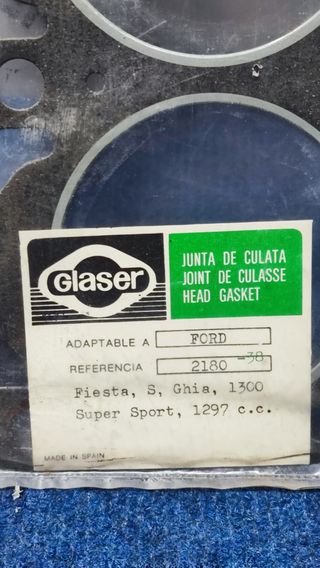 Glaser
JUNTA DE CULATA
JOINT DE CULASSE
HEAD GASKET
ADAPTABLE A FORD
REFERENCIA 2180 -38
Fiesta, S, Ghia, 1300
Super Sport, 1297 c.c.
MADE IN SPAIN